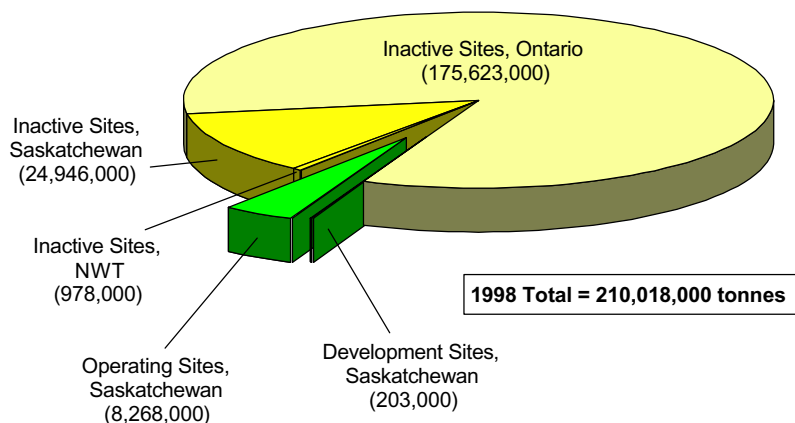 Inactive Sites, Ontario
(175,623,000)
Inactive Sites,
Saskatchewan
(24,946,000)
Inactive Sites,
NWT
(978,000)
1998 Total = 210,018,000 tonnes
Operating Sites,
Saskatchewan
(8,268,000)
Development Sites,
Saskatchewan
(203,000)